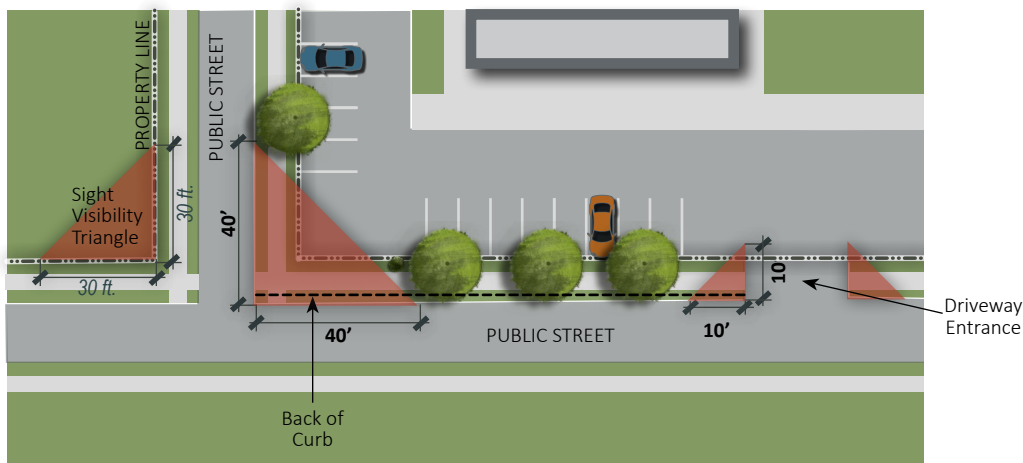 PROPERTY LINE
PUBLIC STREET
Sight
Visibility
Triangle
30 ft.
30 ft.
40'
40'
PUBLIC STREET
10
10'
Driveway
Entrance
Back of
Curb